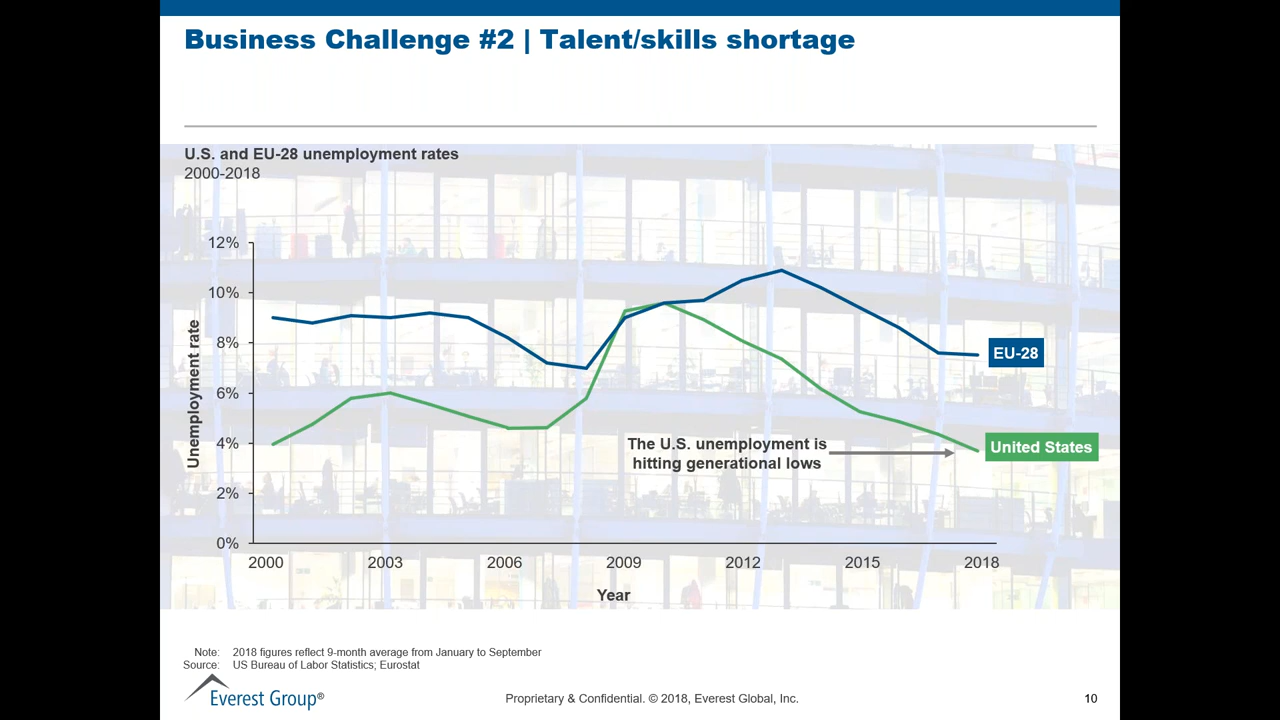 Business Challenge #2 | Talent/skills shortage
U.S. and EU-28 unemployment rates
2000-2018
12%
10%
8%
6%
4%
2%
0%
Unemployment rate
EU-28
The U.S. unemployment is
hitting generational lows
United States
2000 2003 2006 2009 2012 2015 2018
Year
Note: 2018 figures reflect 9-month average from January to September
Source: US Bureau of Labor Statistics; Eurostat
Everest Group® Proprietary & Confidential. © 2018, Everest Global, Inc. 10